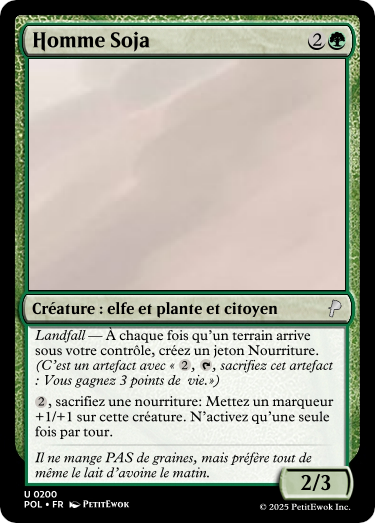 Homme Soja 2
Créature : elfe et plante et citoyen
Landfall — À chaque fois qu'un terrain arrive
sous votre contrôle, créez un jeton Nourriture.
(C'est un artefact avec « 2, , sacrifiez cet artefact
: Vous gagnez 3 points de vie.»)
2, sacrifiez une nourriture: Mettez un marqueur
+1/+1 sur cette créature. N'activez qu'une seule
fois par tour.
Il ne mange PAS de graines, mais préfère tout
de même le lait d'avoine le matin.
2/3
U 0200
POL • FR PetitEwok
© 2025 PetitEwok Inc.